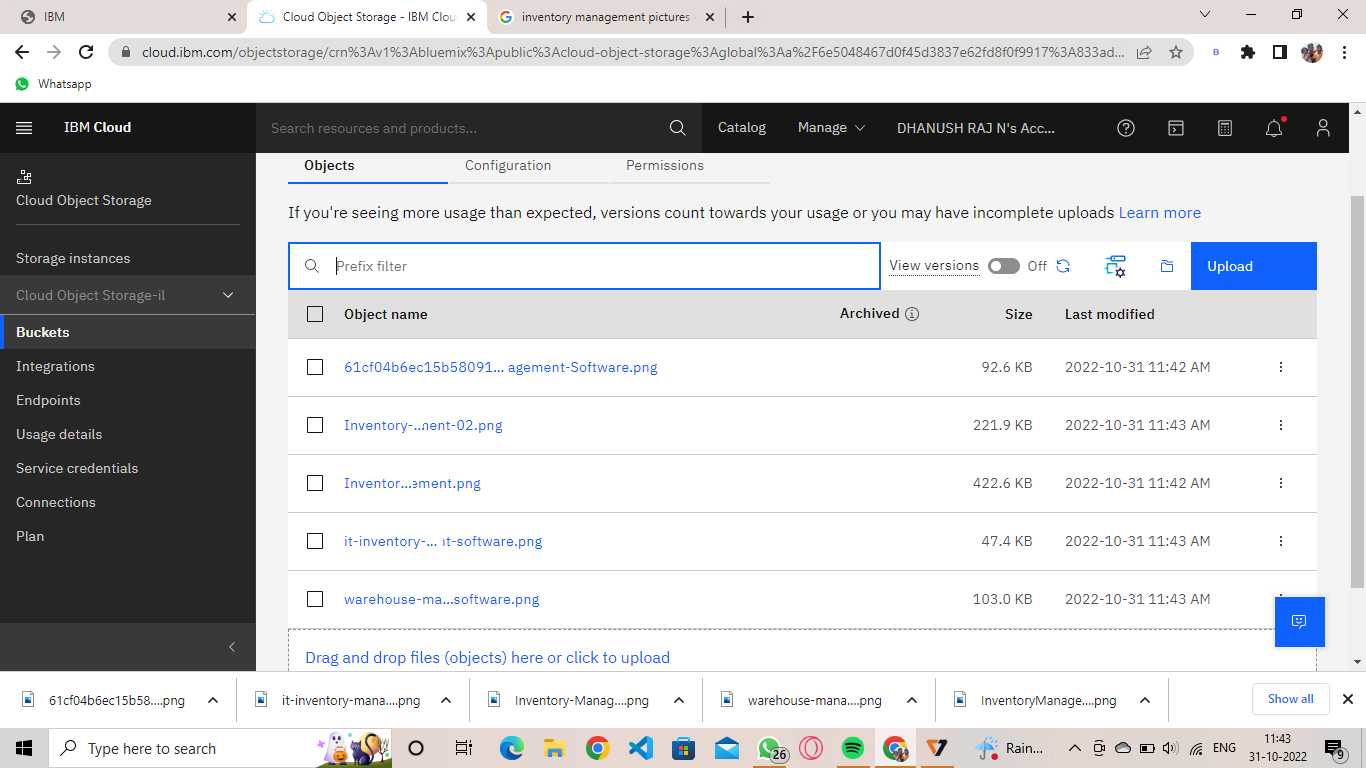 IBM
Cloud Object Storage - IBM Clou
inventory management pictures
cloud.ibm.com/objectstorage/crn%3Av1%3Abluemix%3Apublic%3Acloud-object-storage%3Aglobal%3Aa%2F6e5048467d0f45d3837e62fd8f0f9917%3A833ad...
B
Whatsapp
IBM Cloud
Search resources and products...
Catalog
Manage
DHANUSH RAJ N's Acc...
Cloud Object Storage
Storage instances
Cloud Object Storage-il
Buckets
Integrations
Endpoints
Usage details
Service credentials
Connections
Plan
Objects
Configuration
Permissions
If you're seeing more usage than expected, versions count towards your usage or you may have incomplete uploads Learn more
Prefix filter
View versions
Off
Upload
Object name
Archived
Size
Last modified
61cf04b6ec15b58091... agement-Software.png 92.6 KB 2022-10-31 11:42 AM
Inventory-...nent-02.png 221.9 KB 2022-10-31 11:43 AM
Inventor...ement.png 422.6 KB 2022-10-31 11:42 AM
it-inventory-... nt-software.png 47.4 KB 2022-10-31 11:43 AM
warehouse-ma...software.png 103.0 KB 2022-10-31 11:43 AM
Drag and drop files (objects) here or click to upload
61cf04b6ec15b58....png
it-inventory-mana....png
Inventory-Manag....png
warehouse-mana....png
InventoryManage....png
Show all
Type here to search
26
Rain...
ENG
11:43
31-10-2022
9